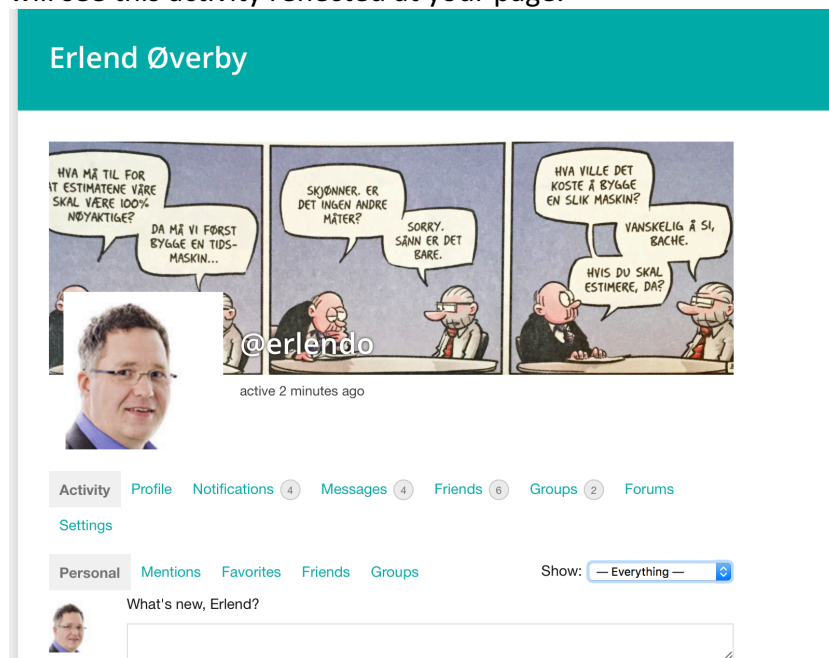 will see this activity reflected at your page.
Erlend Øverby
HVA MÅ TIL FOR
AT ESTIMATENE VÅRE
SKAL VÆRE 100%
NØYAKTIGE?
DA MÅ VI FØRST
BYGGE EN TIDS-
MASKIN...
SKJØNNER. ER
DET INGEN ANDRE
MÅTER?
SORRY.
SÅNN ER DET
BARE.
HVA VILLE DET
KOSTE Å BYGGE
EN SLIK MASKIN?
VANSKELIG Å SI,
BACHE.
HVIS DU SKAL
ESTIMERE, DA?
@erlendo
active 2 minutes ago
Activity Profile Notifications 4 Messages 4 Friends 6 Groups 2 Forums
Settings
Personal Mentions Favorites Friends Groups Show: — Everything —
What's new, Erlend?